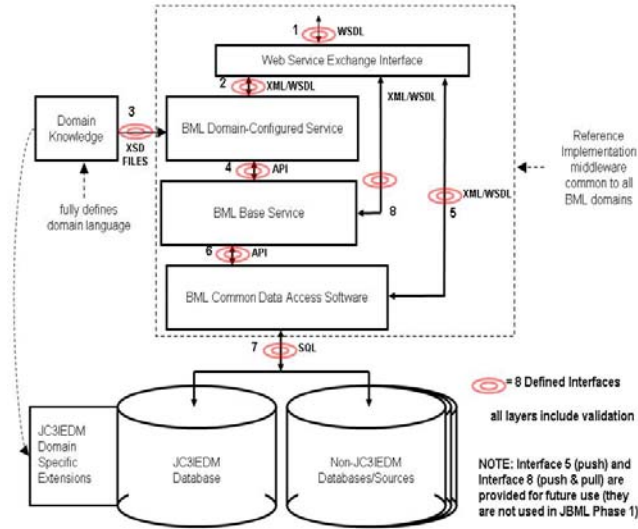 1
WSDL
Web Service Exchange Interface
2
XML/WSDL
XML/WSDL
XML/WSDL
Domain
Knowledge
3
XSD
FILES
BML Domain-Configured Service
Reference
Implementation
middleware
common to all
BML domains
4
API
fully defines
domain language
BML Base Service
8
5
XML/WSDL
6
API
BML Common Data Access Software
7
SQL
= 8 Defined Interfaces
all layers include validation
JC3IEDM
Domain
Specific
Extensions
JC3IEDM
Database
Non-JC3IEDM
Databases/Sources
NOTE: Interface 5 (push) and
Interface 8 (push & pull) are
provided for future use (they
are not used in JBML Phase 1)